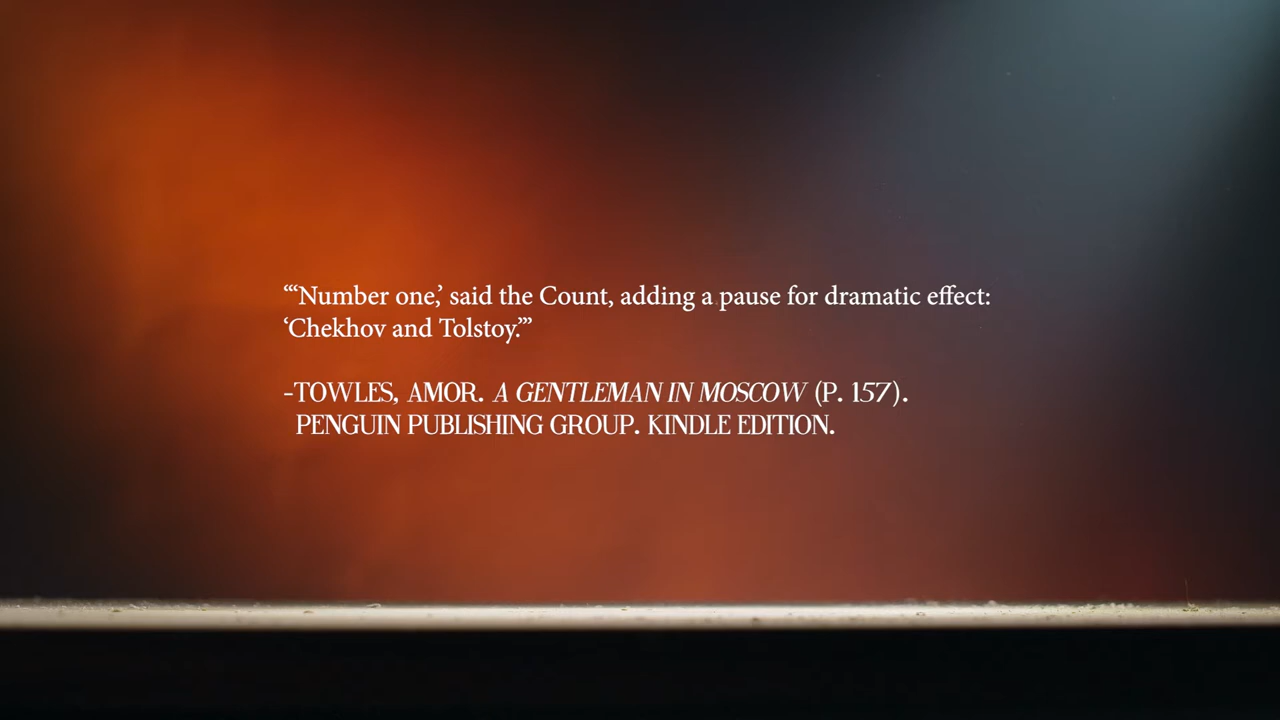 “‘Number one,’ said the Count, adding a pause for dramatic effect:
‘Chekhov and Tolstoy.’”
-TOWLES, AMOR. A GENTLEMAN IN MOSCOW (P. 157).
PENGUIN PUBLISHING GROUP. KINDLE EDITION.